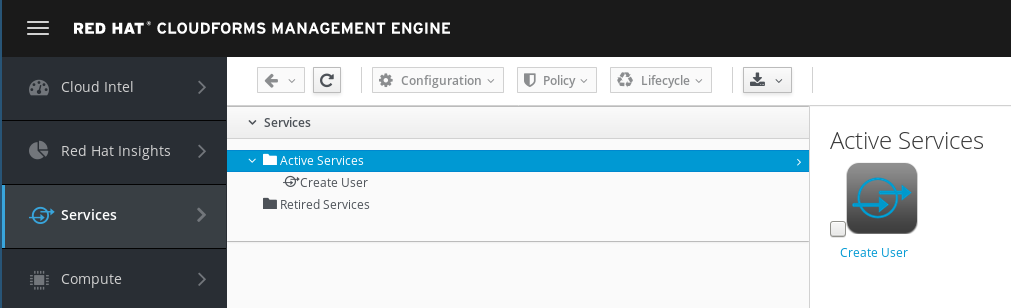 RED HAT® CLOUDFORMS MANAGEMENT ENGINE
Cloud Intel
Red Hat Insights
Services
Compute
Configuration
Policy
Lifecycle
Services
Active Services
Create User
Retired Services
Active Services
Create User